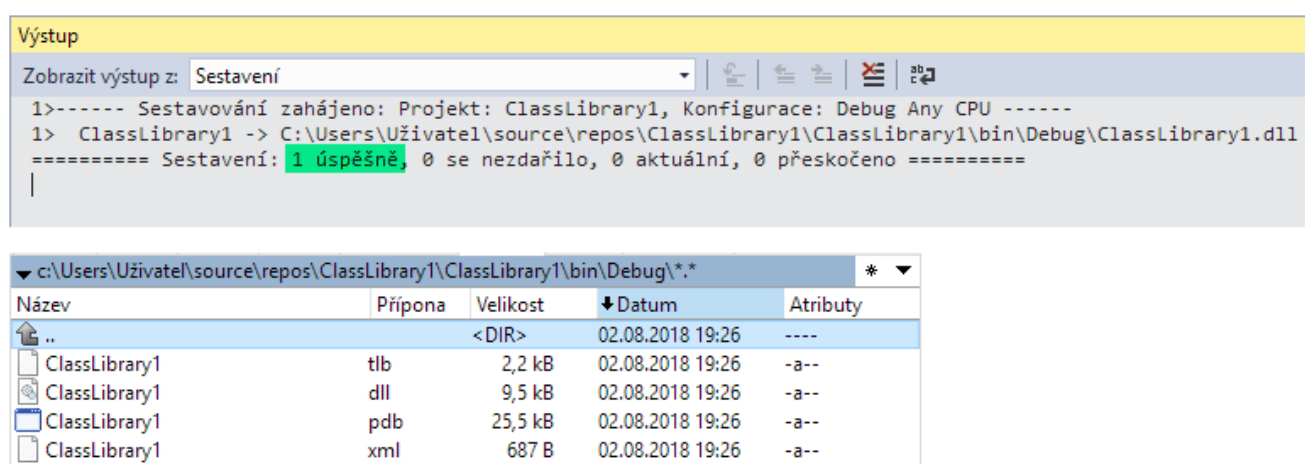 Výstup
Zobrazit výstup z: Sestavení
1>------ Sestavování zahájeno: Projekt: ClassLibrary1, Konfigurace: Debug Any CPU ------
1>  ClassLibrary1 -> C:\Users\Uživatel\source\repos\ClassLibrary1\ClassLibrary1\bin\Debug\ClassLibrary1.dll
========== Sestavení: 1 úspěšně, 0 se nezdařilo, 0 aktuální, 0 přeskočeno ==========
c:\Users\Uživatel\source\repos\ClassLibrary1\ClassLibrary1\bin\Debug\*.* * 
Název Přípona Velikost Datum Atributy
.. <DIR> 02.08.2018 19:26 ----
ClassLibrary1 tlb 2,2 kB 02.08.2018 19:26 -a--
ClassLibrary1 dll 9,5 kB 02.08.2018 19:26 -a--
ClassLibrary1 pdb 25,5 kB 02.08.2018 19:26 -a--
ClassLibrary1 xml 687 B 02.08.2018 19:26 -a--